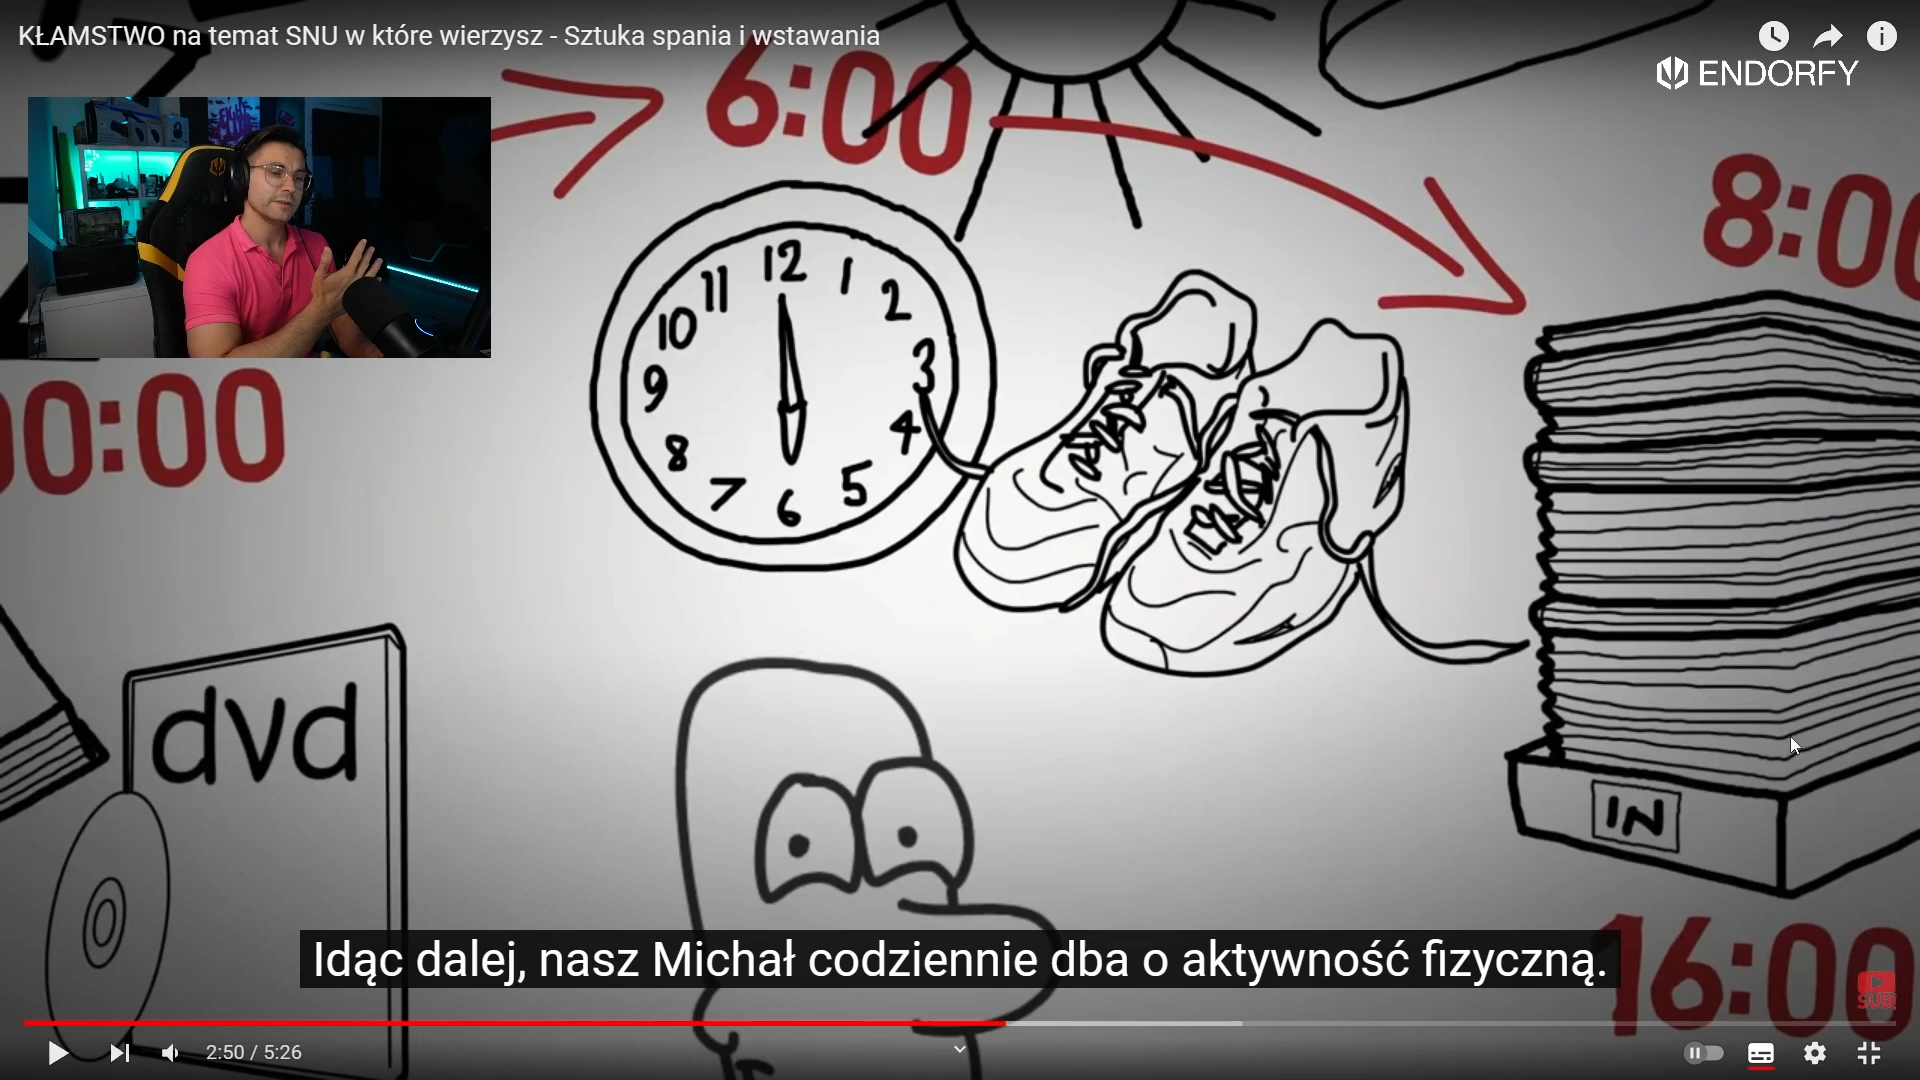 KŁAMSTWO na temat SNU w które wierzysz - Sztuka spania i wstawania
ENDORFY
6:00
8:00
12
1
2
3
4
5
6
7
8
9
10
11
00:00
dvd
IN
Idąc dalej, nasz Michał codziennie dba o aktywność fizyczną.
16:00
SUB
2:50 / 5:26